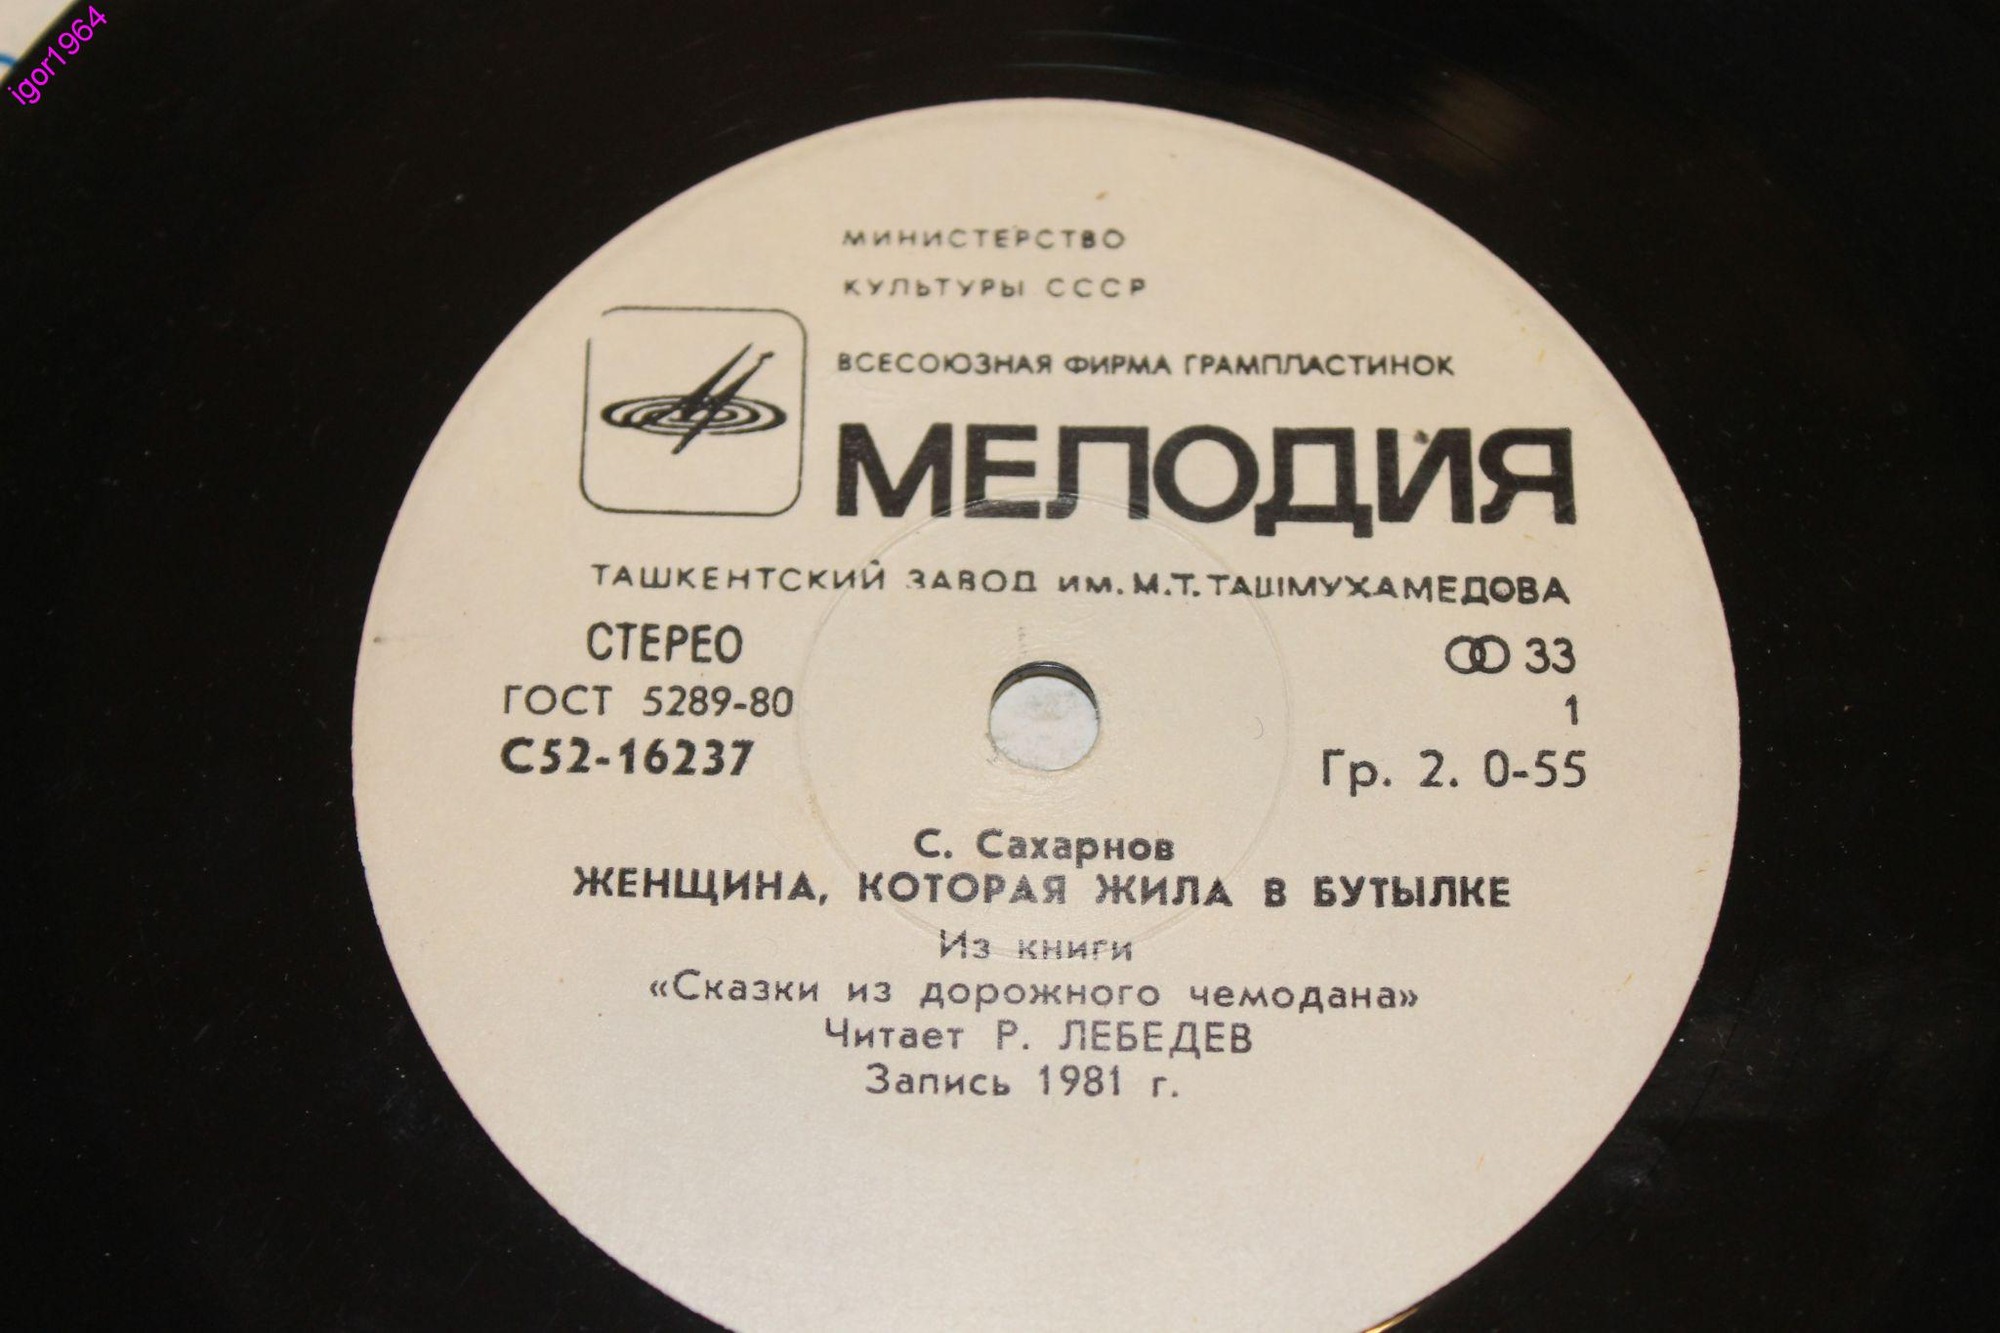 igor1964
МИНИСТЕРСТВО
КУЛЬТУРЫ СССР
ВСЕСОЮЗНАЯ ФИРМА ГРАМПЛАСТИНОК
МЕЛОДИЯ
ТАШКЕНТСКИЙ ЗАВОД ИМ. М.Т. ТАШМУХАМЕДОВА
СТЕРЕО 33
ГОСТ 5289-80 1
С52-16237 Гр. 2. 0-55
С. Сахарнов
ЖЕНЩИНА, КОТОРАЯ ЖИЛА В БУТЫЛКЕ
Из книги
«Сказки из дорожного чемодана»
Читает Р. ЛЕБЕДЕВ
Запись 1981 г.